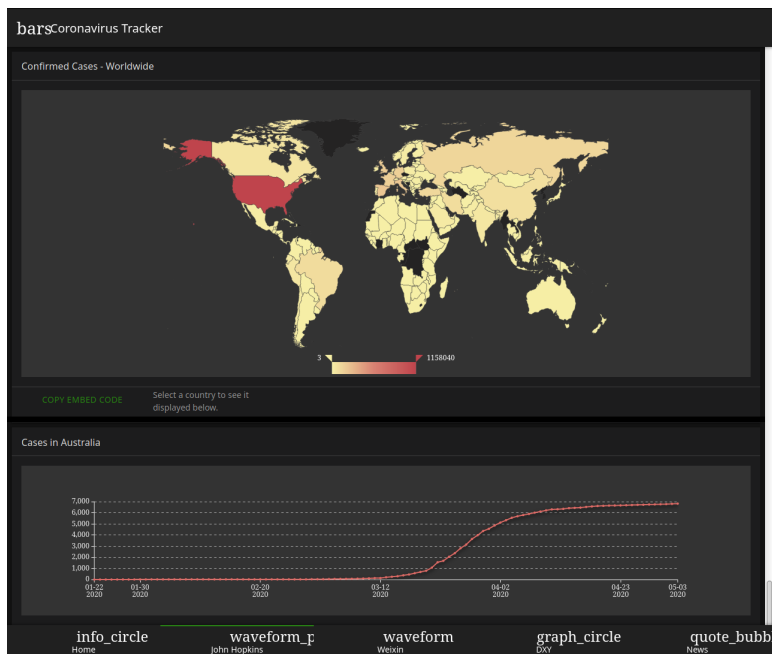 barsCoronavirus Tracker
Confirmed Cases - Worldwide
3 1158040
COPY EMBED CODE
Select a country to see it
displayed below.
Cases in Australia
7,000
6,000
5,000
4,000
3,000
2,000
1,000
0
01-22 01-30 02-20 03-12 04-02 04-23 05-03
2020 2020 2020 2020 2020 2020 2020
info_circle waveform_p waveform graph_circle quote_bubb
Home John Hopkins Weixin DXY News